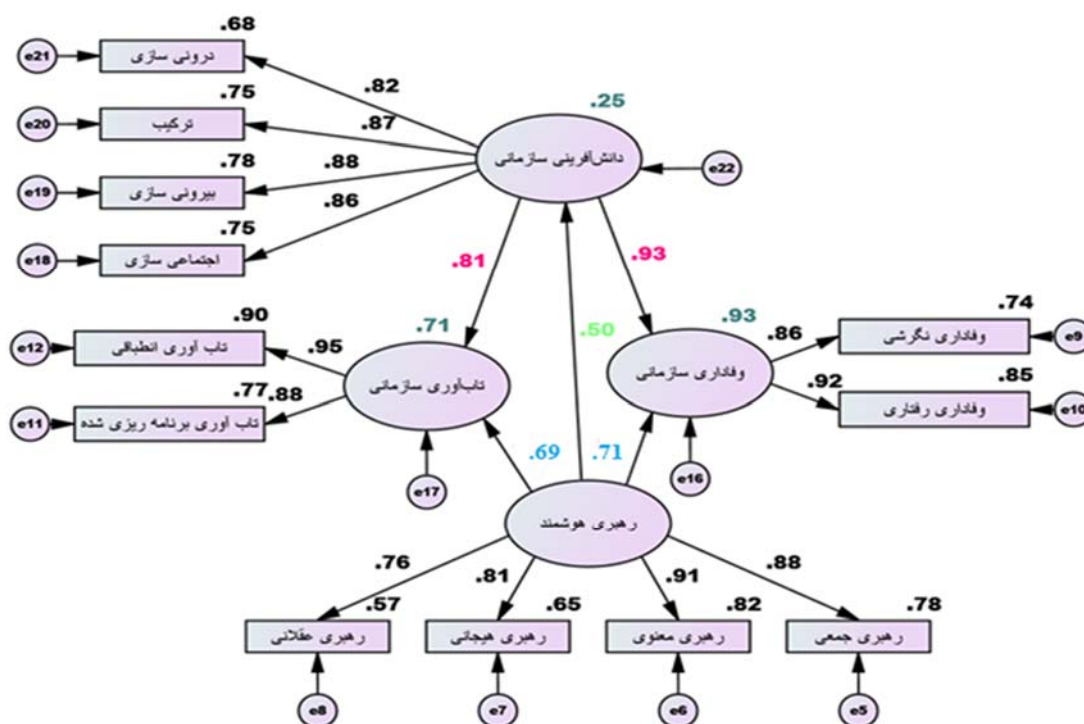 .68
e21
درونی سازی
.82
.25
.75
e20
ترکیب
.87
دانش‌آفرینی سازمانی
e22
.78
e19
بیرونی سازی
.88
.86
.75
e18
اجتماعی سازی
.81
.93
.90
.71
.50
.93
.74
e12
تاب آوری انطباقی
.95
.86
وفاداری نگرشی
e9
تاب‌آوری سازمانی
وفاداری سازمانی
.77
.88
.92
.85
e11
تاب آوری برنامه ریزی شده
وفاداری رفتاری
e10
.69
.71
e17
e16
رهبری هوشمند
.76
.81
.91
.88
.57
.65
.82
.78
رهبری عقلانی
رهبری هیجانی
رهبری معنوی
رهبری جمعی
e8
e7
e6
e5